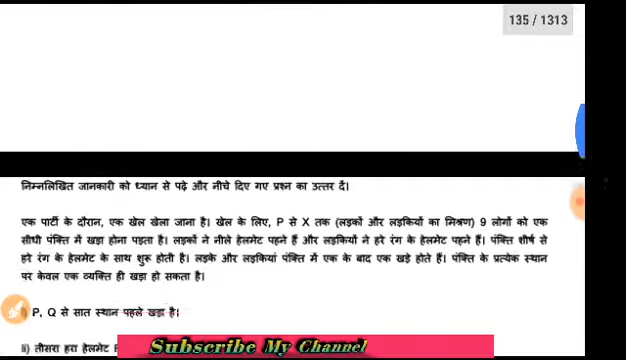 135 / 1313
निम्नलिखित जानकारी को ध्यान से पढ़े और नीचे दिए गए प्रश्न का उत्तर दें।
एक पार्टी के दौरान, एक खेल खेला जाना है। खेल के लिए, P से X तक (लड़कों और लड़कियों का मिश्रण) 9 लोगों को एक
सीधी पंक्ति में खड़ा होना पड़ता है। लड़कों ने नीले हेलमेट पहने हैं और लड़कियों ने हरे रंग के हेलमेट पहने हैं। पंक्ति शीर्ष से
हरे रंग के हेलमेट के साथ शुरू होती है। लड़के और लड़कियां पंक्ति में एक के बाद एक खड़े होते हैं। पंक्ति के प्रत्येक स्थान
पर केवल एक व्यक्ति ही खड़ा हो सकता है।
P, Q से सात स्थान पहले खड़ा है।
ii) तीसरा हरा हेलमेट
Subscribe My Channel